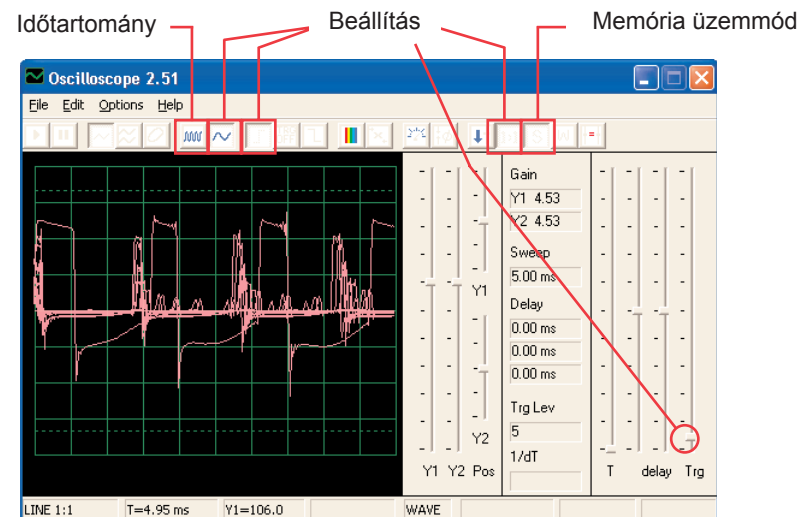 Időtartomány Beállítás Memória üzemmód
Oscilloscope 2.51
File Edit Options Help
Gain
Y1 4.53
Y2 4.53
Sweep
5.00 ms
Y1
Delay
0.00 ms
0.00 ms
0.00 ms
Trg Lev
5
Y2
1/dT
Y1 Y2 Pos T delay Trg
LINE 1:1 T=4.95 ms Y1=106.0 WAVE